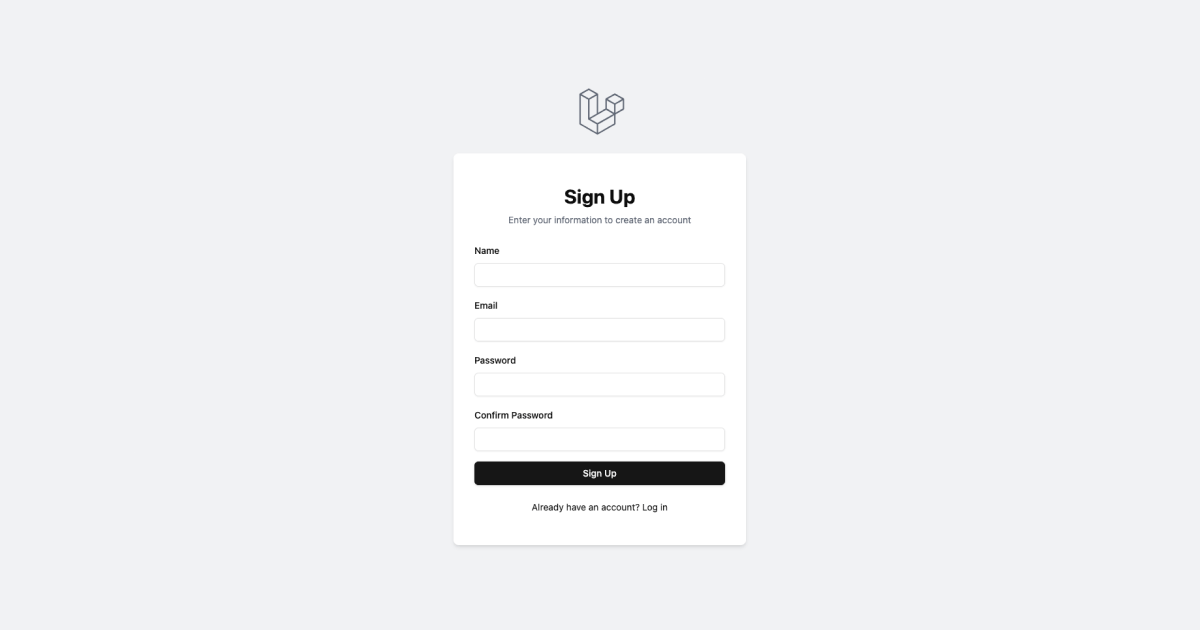 Sign Up
Enter your information to create an account
Name
Email
Password
Confirm Password
Sign Up
Already have an account? Log in